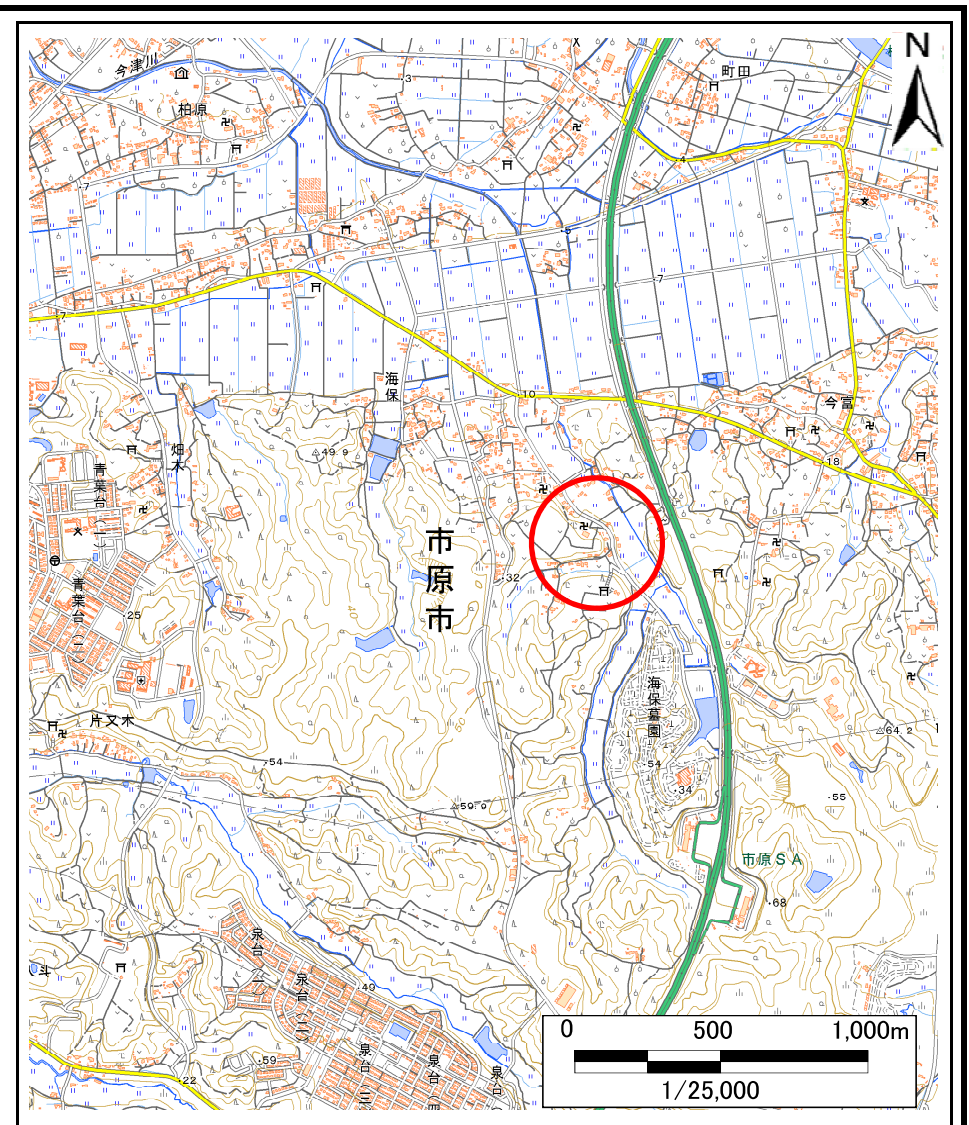 N
今津川
3
町田
柏原
4
7
5
7
7
海保
10
今富
49.9
畑木
18
青葉台(一)
市原市
32
青葉台(二)
25
海保墓園
片又木
64.2
54
54
34
59.0
55
市原SA
68
泉台(一)
斗
泉台(二)
49
0 500 1,000m
59
泉台(三)
泉台(四)
泉台(
22
1/25,000